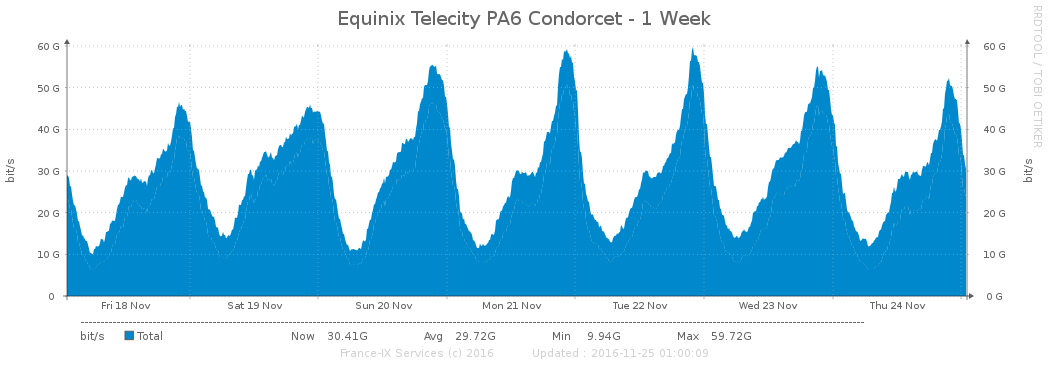 Equinix Telecity PA6 Condorcet - 1 Week
RRDTOOL / TOBI OETIKER
60 G 60 G
50 G 50 G
40 G 40 G
30 G 30 G
20 G 20 G
10 G 10 G
0 0 G
bit/s bit/s
Fri 18 Nov Sat 19 Nov Sun 20 Nov Mon 21 Nov Tue 22 Nov Wed 23 Nov Thu 24 Nov
bit/s Total Now 30.41G Avg 29.72G Min 9.94G Max 59.72G
France-IX Services (c) 2016 Updated : 2016-11-25 01:00:09